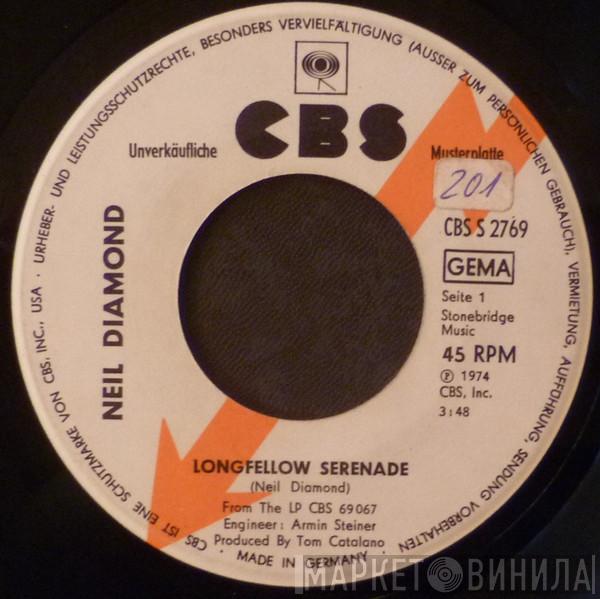 URHEBER- UND LEISTUNGSSCHUTZRECHTE, BESONDERS VERVIELFÄLTIGUNG (AUSSER ZUM PERSÖNLICHEN GEBRAUCH), VERMIETUNG, AUFFÜHRUNG, SENDUNG VORBEHALTEN
CBS
Unverkäufliche
Musterplatte
201
CBS S 2769
GEMA
Seite 1
Stonebridge
Music
45 RPM
Ⓟ 1974
CBS, Inc.
3:48
NEIL DIAMOND
LONGFELLOW SERENADE
(Neil Diamond)
From The LP CBS 69067
Engineer: Armin Steiner
Produced By Tom Catalano
· MADE IN GERMANY ·
CBS IST EINE SCHUTZMARKE VON CBS, INC., USA ·
МАРКЕТ ВИНИЛА